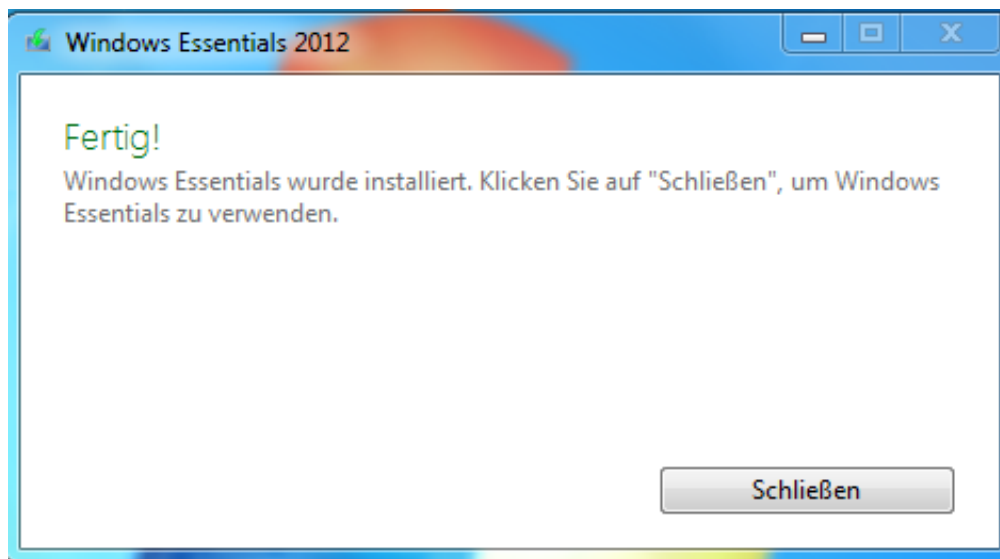 Windows Essentials 2012
Fertig!
Windows Essentials wurde installiert. Klicken Sie auf "Schließen", um Windows
Essentials zu verwenden.
Schließen